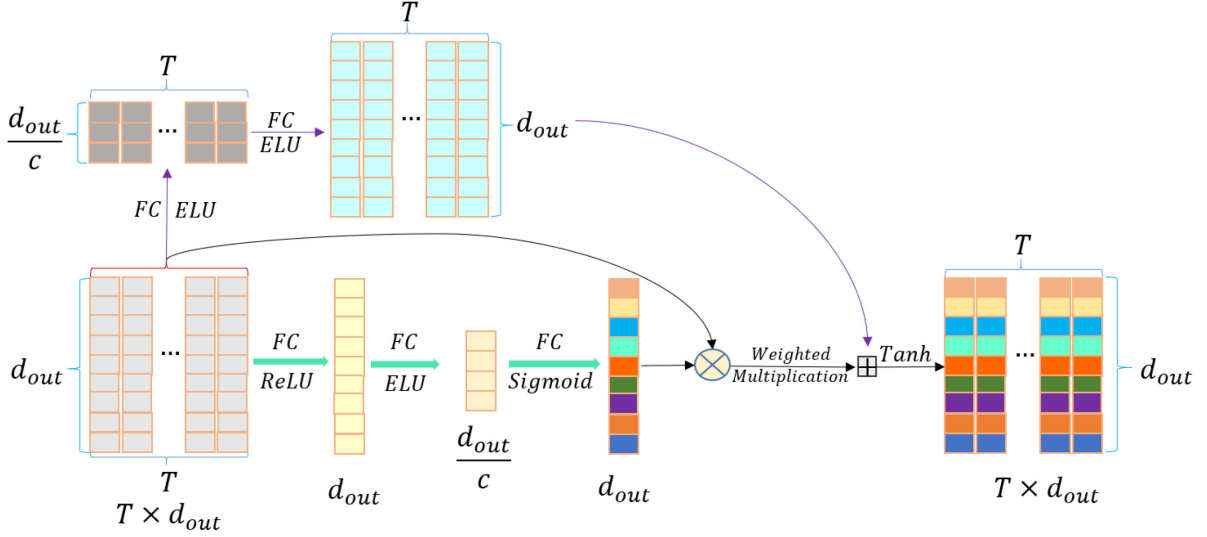 T
T
d_out
c
FC
ELU
...
...
d_out
FC
ELU
T
...
d_out
T
T × d_out
FC
ReLU
d_out
FC
ELU
d_out
c
FC
Sigmoid
d_out
Weighted
Multiplication
Tanh
T
...
d_out
T × d_out